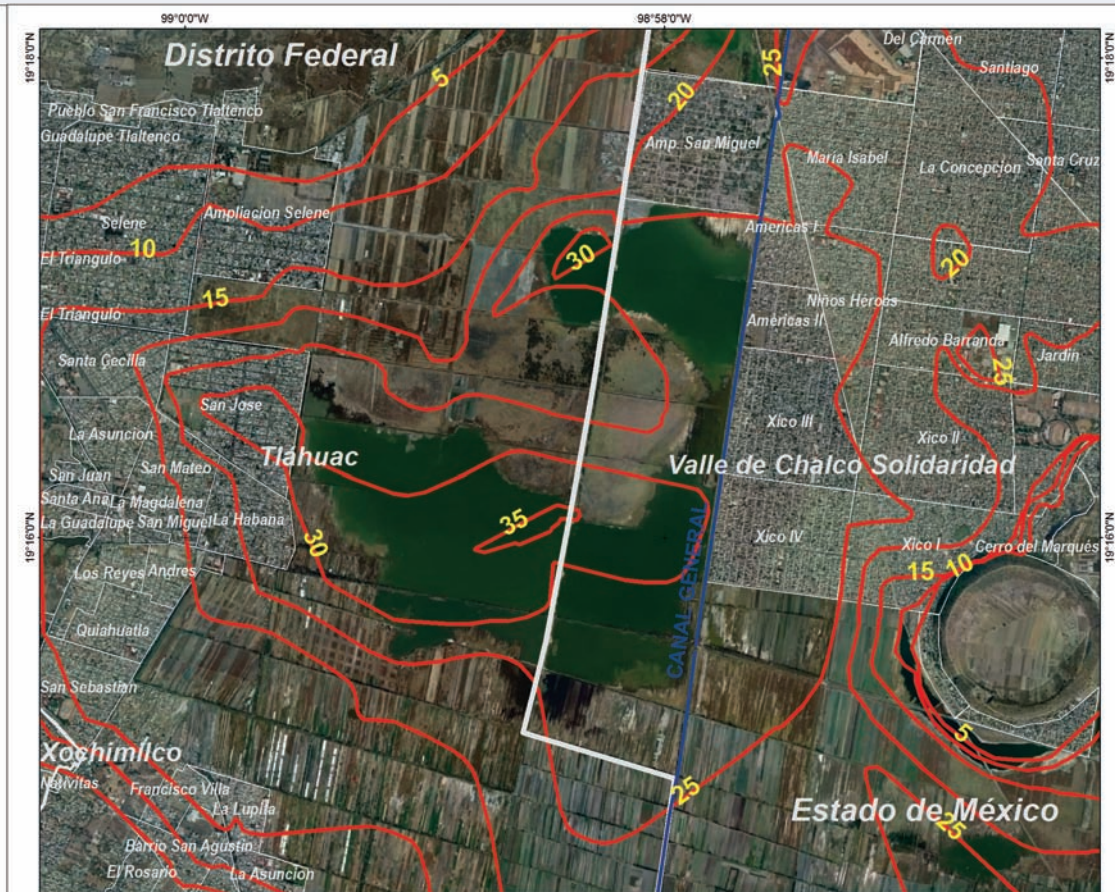 99°0'0"W
98°58'0"W
19°18'0"N
19°18'0"N
Distrito Federal
Del Carmen
Santiago
5
25
20
Pueblo San Francisco Tlaltenco
Guadalupe Tlaltenco
Amp. San Miguel
Maria Isabel
La Concepcion
Santa Cruz
Selene
Ampliacion Selene
Americas I
El Triangulo
10
30
20
15
Niños Héroes
El Triangulo
Americas II
Alfredo Barranda
Jardin
25
Santa Cecilia
San Jose
Xico III
Xico II
La Asuncion
Tláhuac
Valle de Chalco Solidaridad
San Juan
San Mateo
Santa Ana
La Magdalena
La Guadalupe
San Miguel
La Habana
35
Xico IV
Xico I
Cerro del Marqués
19°16'0"N
19°16'0"N
30
15
10
Los Reyes
Andres
Quiahuatla
CANAL GENERAL
San Sebastian
5
Xochimilco
Nativitas
Francisco Villa
25
La Lupita
Estado de México
25
Barrio San Agustin
El Rosario
La Asuncion